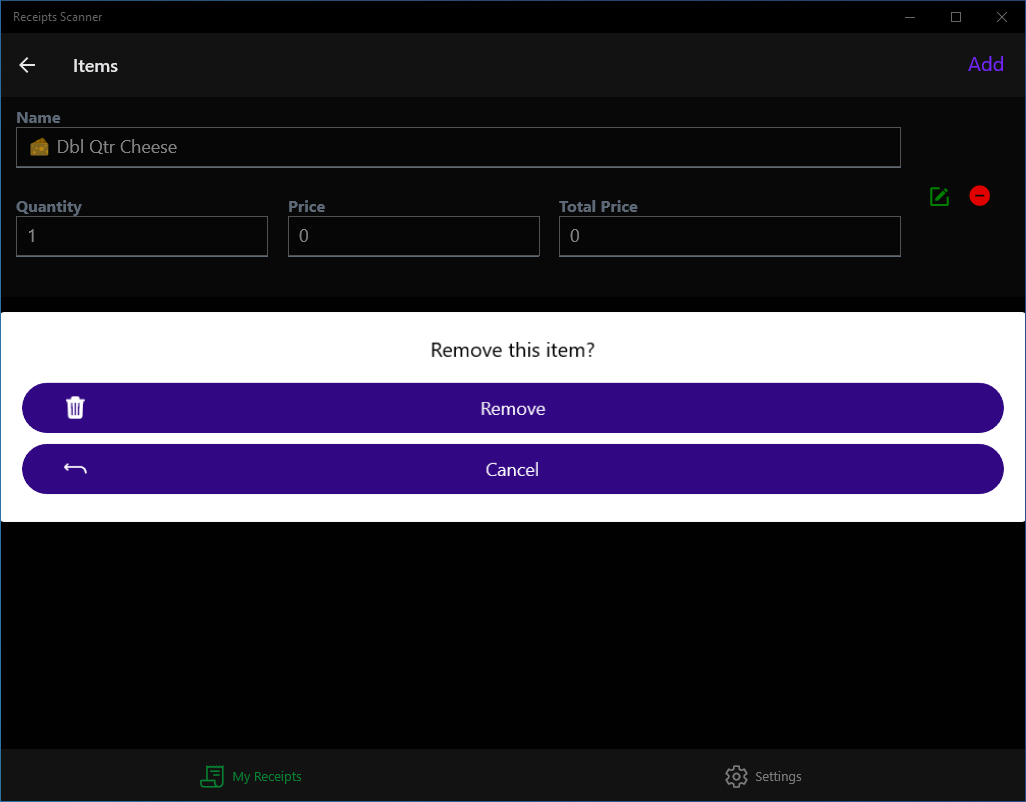 Receipts Scanner
Items
Add
Name
Dbl Qtr Cheese
Quantity
Price
Total Price
1
0
0
Remove this item?
Remove
Cancel
My Receipts
Settings